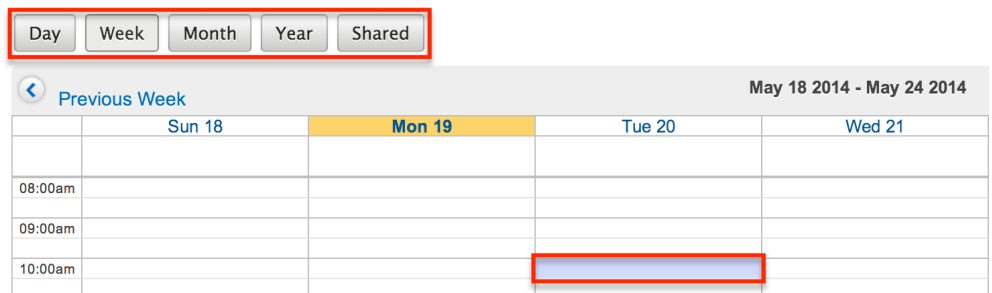 Day Week Month Year Shared
May 18 2014 - May 24 2014
Previous Week
Sun 18 Mon 19 Tue 20 Wed 21
08:00am
09:00am
10:00am